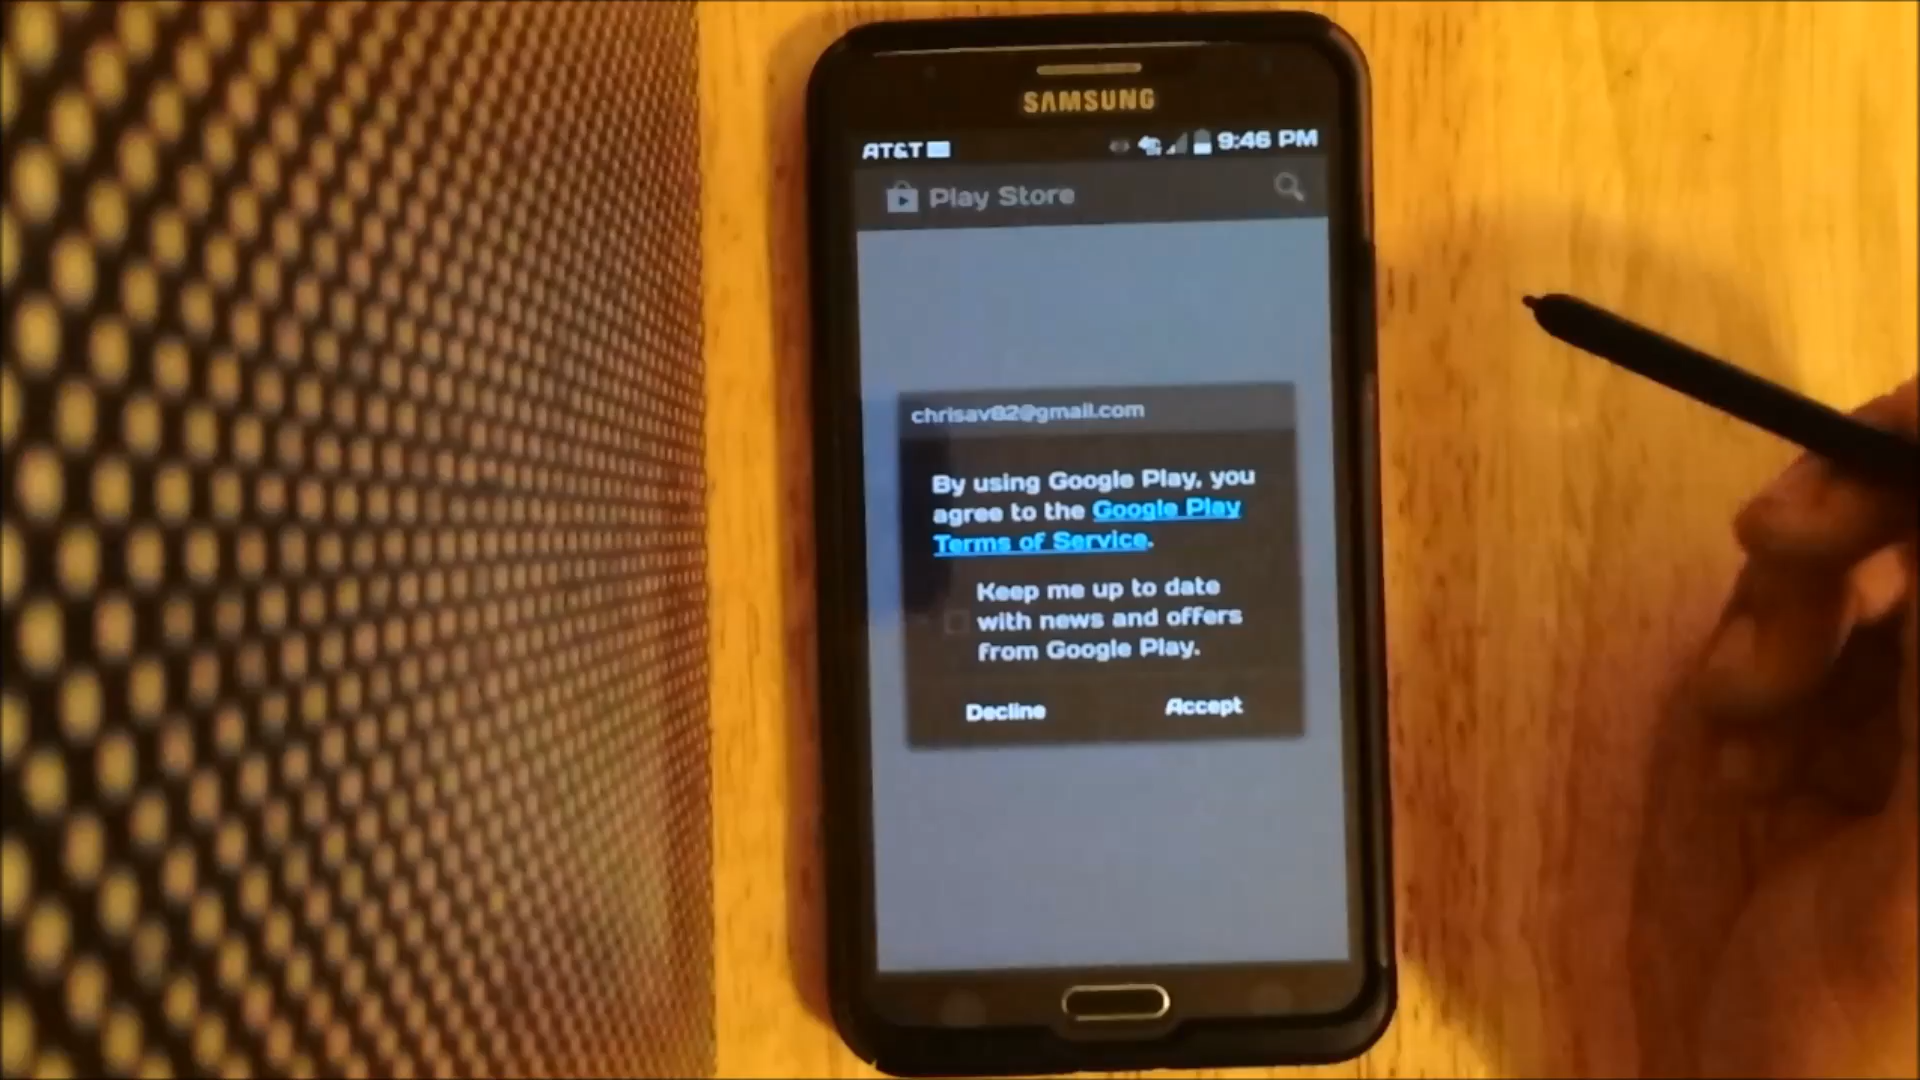 SAMSUNG
AT&T 9:46 PM
Play Store
chrisav82@gmail.com
By using Google Play, you
agree to the Google Play
Terms of Service.
Keep me up to date
with news and offers
from Google Play.
Decline Accept